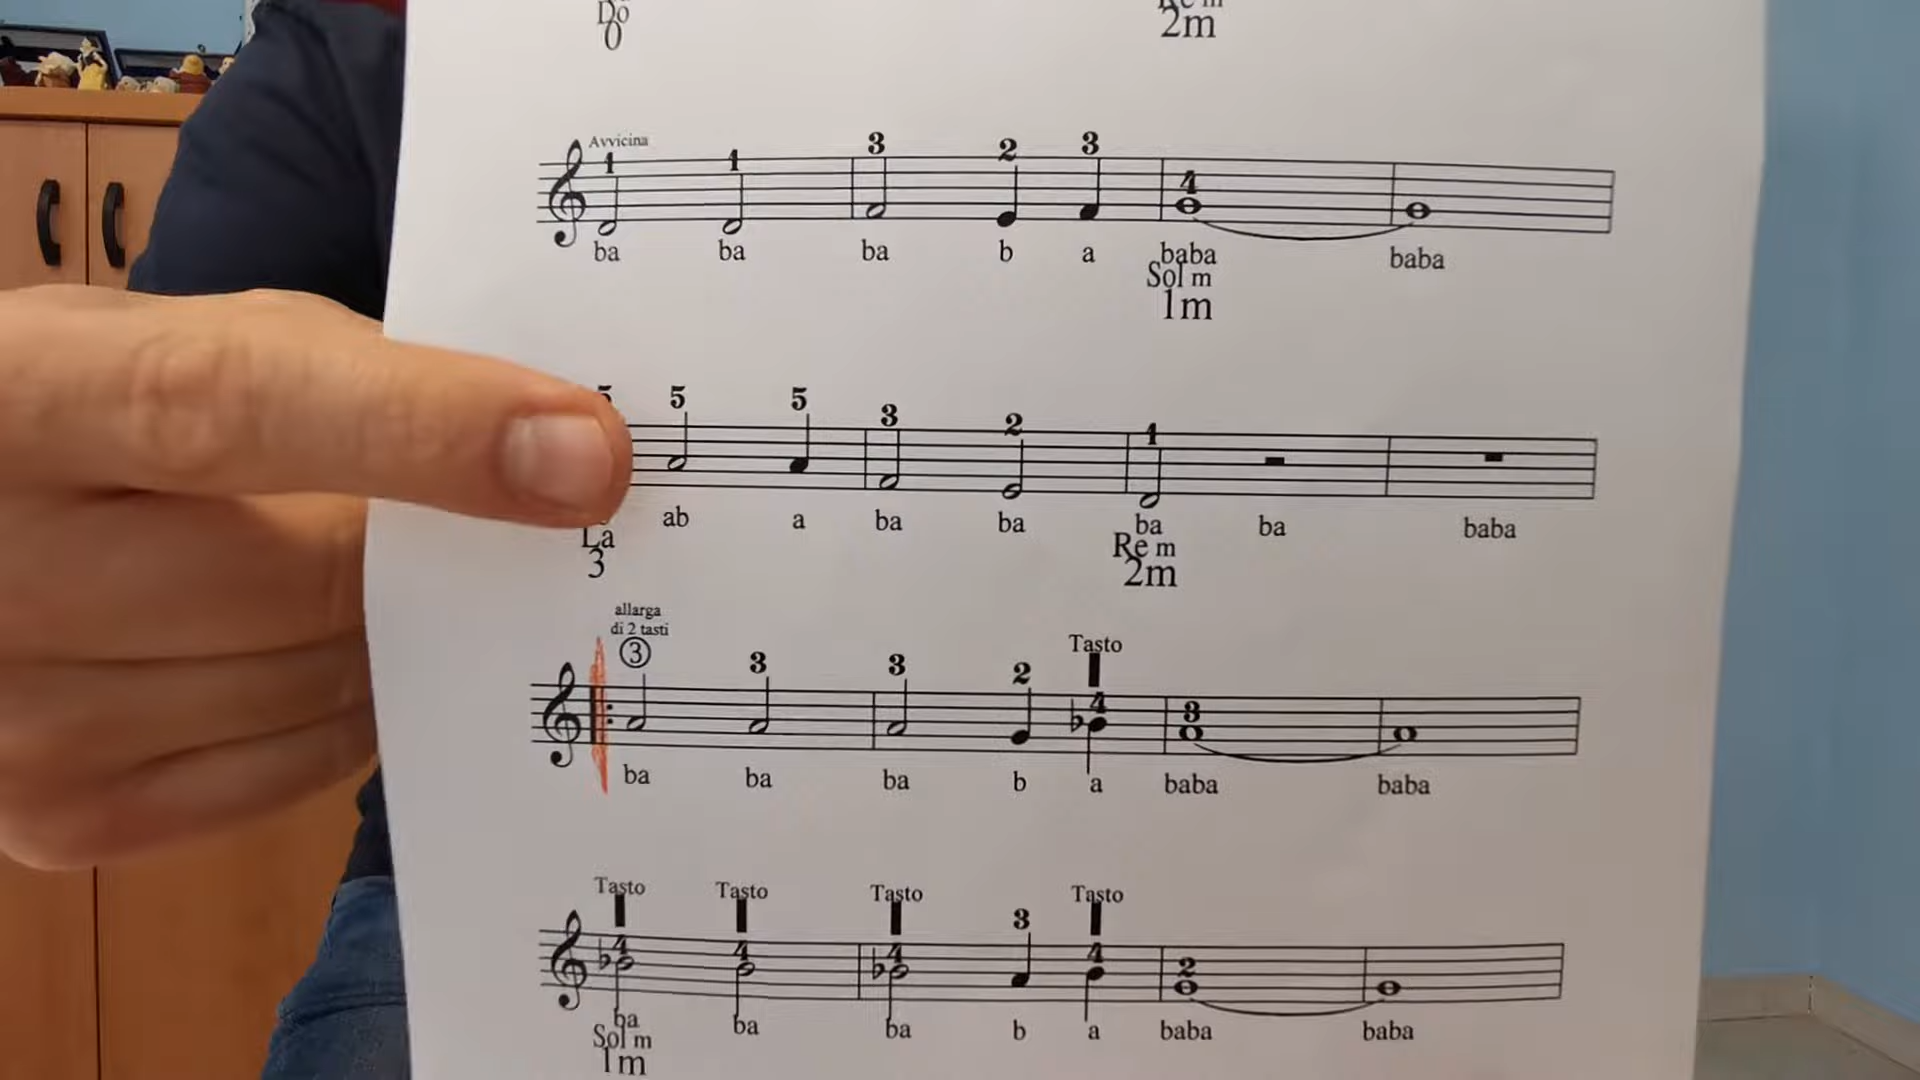 Do
0
Re m
2m
Avvicina
1 1 3 2 3 4
ba ba ba b a baba baba
Sol m
1m
5 5 5 3 2 1
ab a ba ba ba ba baba
La
3
Re m
2m
allarga
di 2 tasti
3 3 3 2 4 3
Tasto
ba ba ba b a baba baba
Tasto Tasto Tasto Tasto
4 4 4 3 4 2
ba ba ba b a baba baba
Sol m
1m